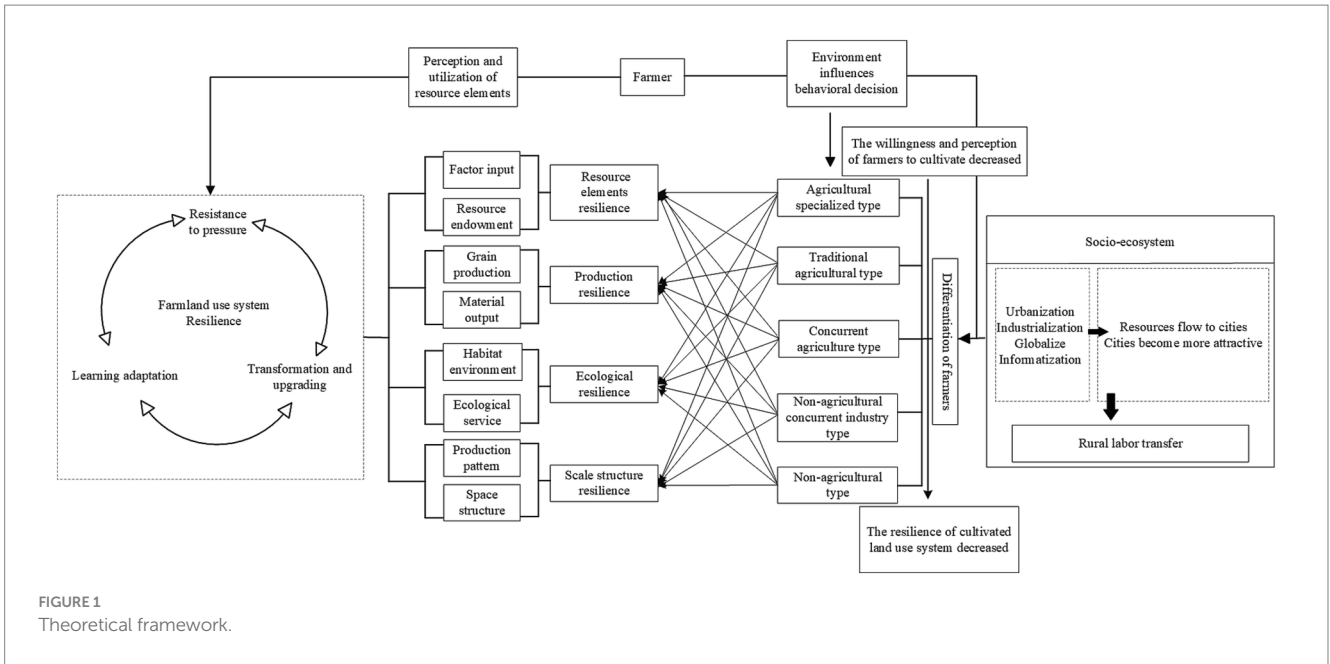 Perception and
utilization of
resource elements
Farmer
Environment
influences
behavioral decision
The willingness and perception
of farmers to cultivate decreased
Resistance
to pressure
Farmland use system
Resilience
Learning adaptation
Transformation and
upgrading
Factor input
Resource
endowment
Grain
production
Material
output
Habitat
environment
Ecological
service
Production
pattern
Space
structure
Resource
elements
resilience
Production
resilience
Ecological
resilience
Scale structure
resilience
Agricultural
specialized type
Traditional
agricultural type
Concurrent
agriculture type
Non-agricultural
concurrent industry
type
Non-agricultural
type
Differentiation of farmers
The resilience of cultivated
land use system decreased
Socio-ecosystem
Urbanization
Industrialization
Globalize
Informatization
Resources flow to cities
Cities become more attractive
Rural labor transfer
FIGURE 1
Theoretical framework.